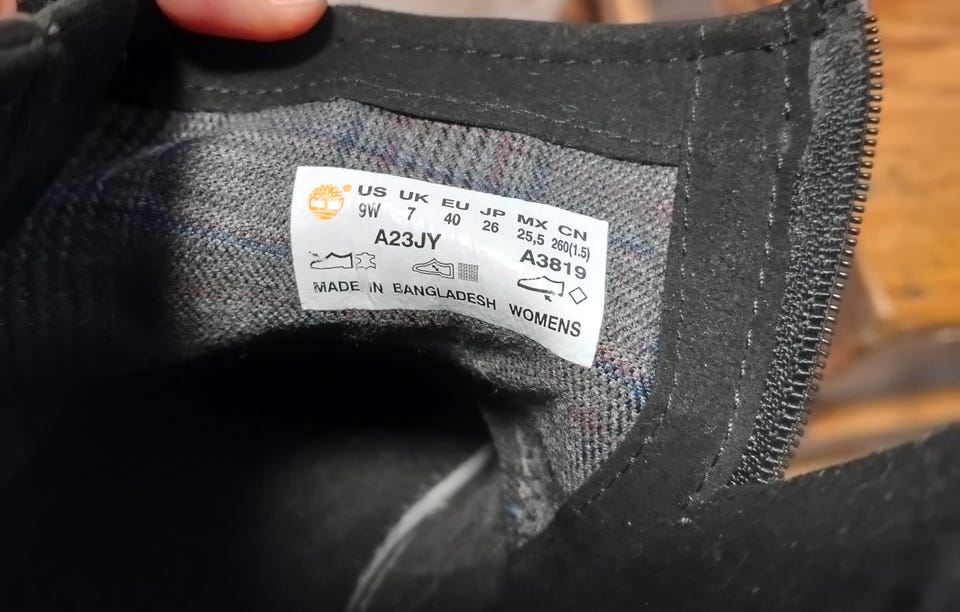 ® US UK EU JP MX CN
9W 7 40 26 25,5 260(1.5)
A23JY A3819
MADE IN BANGLADESH WOMENS